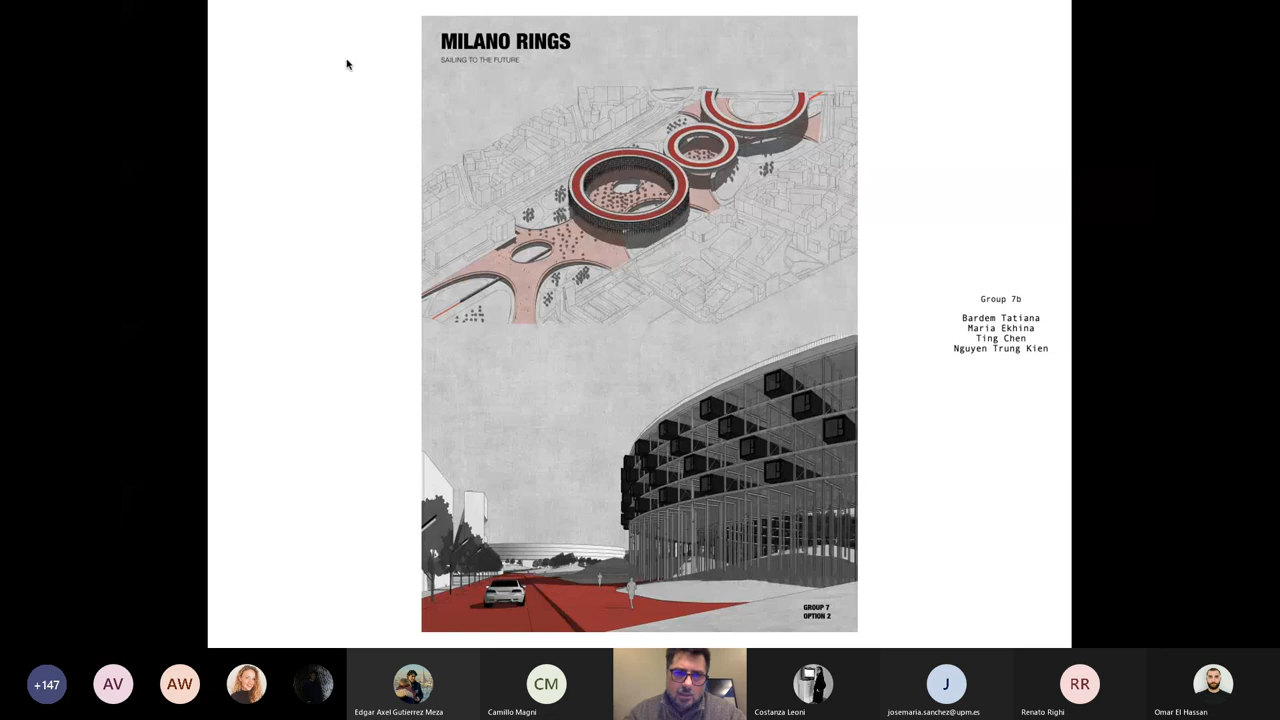 MILANO RINGS
SAILING TO THE FUTURE
Group 7b
Bardem Tatiana
Maria Ekhina
Ting Chen
Nguyen Trung Kien
GROUP 7
OPTION 2
+147
AV
AW
Edgar Axel Gutierrez Meza
CM
Camillo Magni
Costanza Leoni
J
josemaria.sanchez@upm.es
RR
Renato Righi
Omar El Hassan